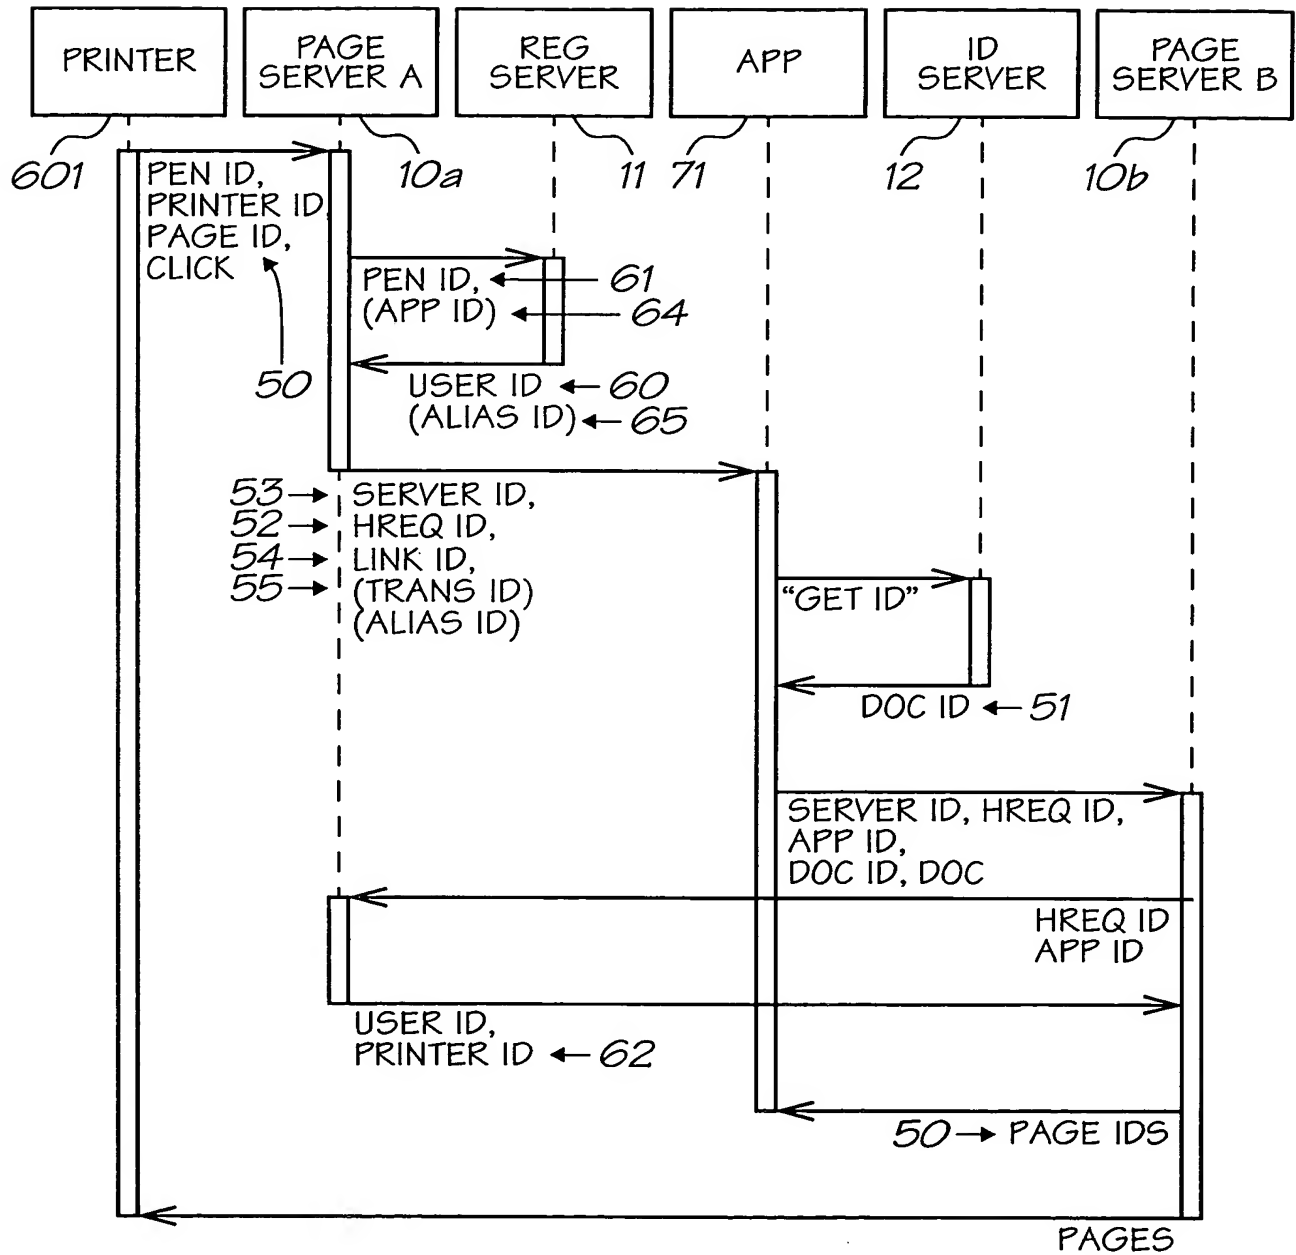 PRINTER
PAGE
SERVER A
REG
SERVER
APP
ID
SERVER
PAGE
SERVER B
601
10a
11
71
12
10b
PEN ID,
PRINTER ID
PAGE ID,
CLICK
50
PEN ID,
61
(APP ID)
64
USER ID
60
(ALIAS ID)
65
53
SERVER ID,
52
HREQ ID,
54
LINK ID,
55
(TRANS ID)
(ALIAS ID)
“GET ID”
DOC ID
51
SERVER ID, HREQ ID,
APP ID,
DOC ID, DOC
HREQ ID
APP ID
USER ID,
PRINTER ID
62
50
PAGE IDS
PAGES